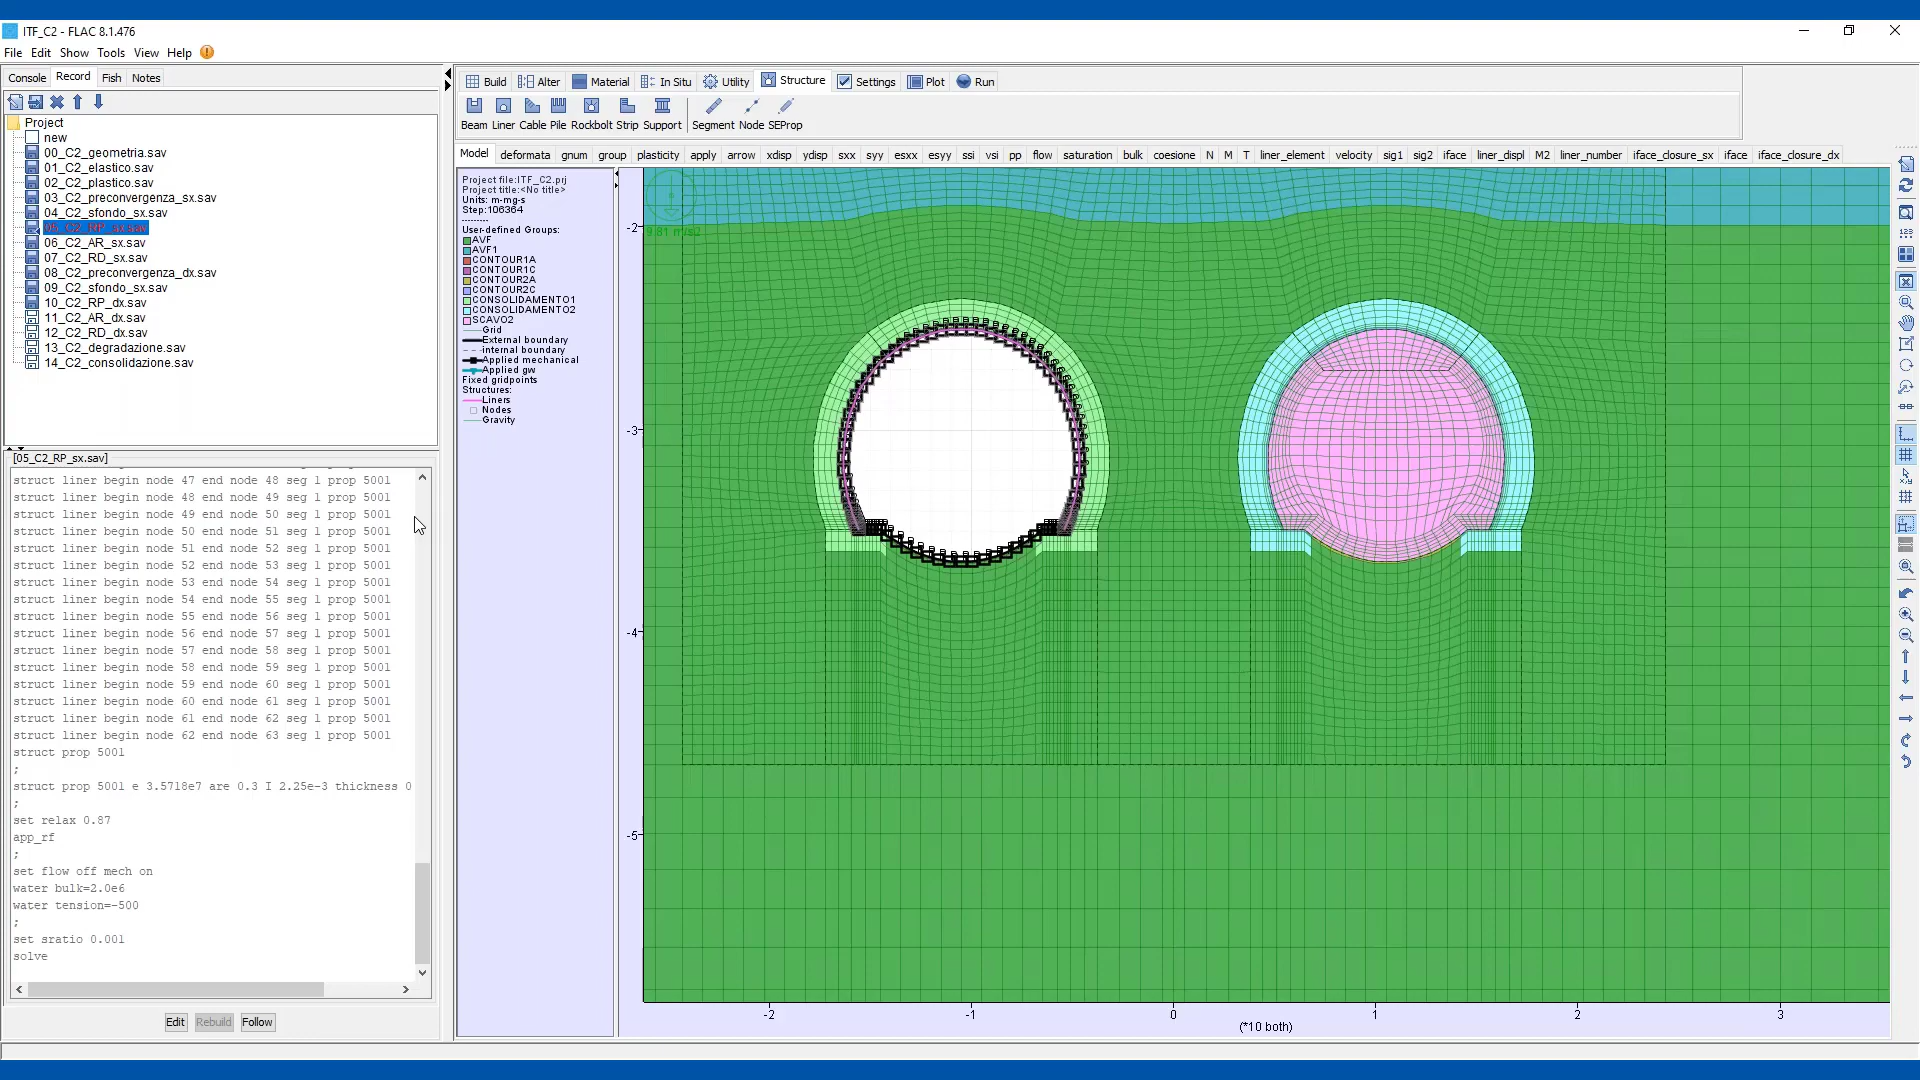 ITF_C2 - FLAC 8.1.476
File Edit Show Tools View Help
Console Record Fish Notes
Project
new
00_C2_geometria.sav
01_C2_elastico.sav
02_C2_plastico.sav
03_C2_preconvergenza_sx.sav
04_C2_sfondo_sx.sav
05_C2_RP_sx.sav
06_C2_AR_sx.sav
07_C2_RD_sx.sav
08_C2_preconvergenza_dx.sav
09_C2_sfondo_sx.sav
10_C2_RP_dx.sav
11_C2_AR_dx.sav
12_C2_RD_dx.sav
13_C2_degradazione.sav
14_C2_consolidazione.sav
[05_C2_RP_sx.sav]
struct liner begin node 47 end node 48 seg 1 prop 5001
struct liner begin node 48 end node 49 seg 1 prop 5001
struct liner begin node 49 end node 50 seg 1 prop 5001
struct liner begin node 50 end node 51 seg 1 prop 5001
struct liner begin node 51 end node 52 seg 1 prop 5001
struct liner begin node 52 end node 53 seg 1 prop 5001
struct liner begin node 53 end node 54 seg 1 prop 5001
struct liner begin node 54 end node 55 seg 1 prop 5001
struct liner begin node 55 end node 56 seg 1 prop 5001
struct liner begin node 56 end node 57 seg 1 prop 5001
struct liner begin node 57 end node 58 seg 1 prop 5001
struct liner begin node 58 end node 59 seg 1 prop 5001
struct liner begin node 59 end node 60 seg 1 prop 5001
struct liner begin node 60 end node 61 seg 1 prop 5001
struct liner begin node 61 end node 62 seg 1 prop 5001
struct liner begin node 62 end node 63 seg 1 prop 5001
struct prop 5001
;
struct prop 5001 e 3.5718e7 are 0.3 I 2.25e-3 thickness 0
;
set relax 0.87
app_rf
;
set flow off mech on
water bulk=2.0e6
water tension=-500
;
set sratio 0.001
solve
Edit Rebuild Follow
Build Alter Material In Situ Utility Structure Settings Plot Run
Beam Liner Cable Pile Rockbolt Strip Support Segment Node SEProp
Model deformata gnum group plasticity apply arrow xdisp ydisp sxx syy esxx esyy ssi vsi pp flow saturation bulk coesione N M T liner_element velocity sig1 sig2 iface liner_displ M2 liner_number iface_closure_sx iface iface_closure_dx
Project file:ITF_C2.prj
Project title:<No title>
Units: m-mg-s
Step:106364
User-defined Groups:
AVF
AVF1
CONTOUR1A
CONTOUR1C
CONTOUR2A
CONTOUR2C
CONSOLIDAMENTO1
CONSOLIDAMENTO2
SCAVO2
Grid
External boundary
internal boundary
Applied mechanical
Applied gw
Fixed gridpoints
Structures:
Liners
Nodes
Gravity
9.81 m/s2
-2
-3
-4
-5
-2 -1 0 1 2 3
(*10 both)